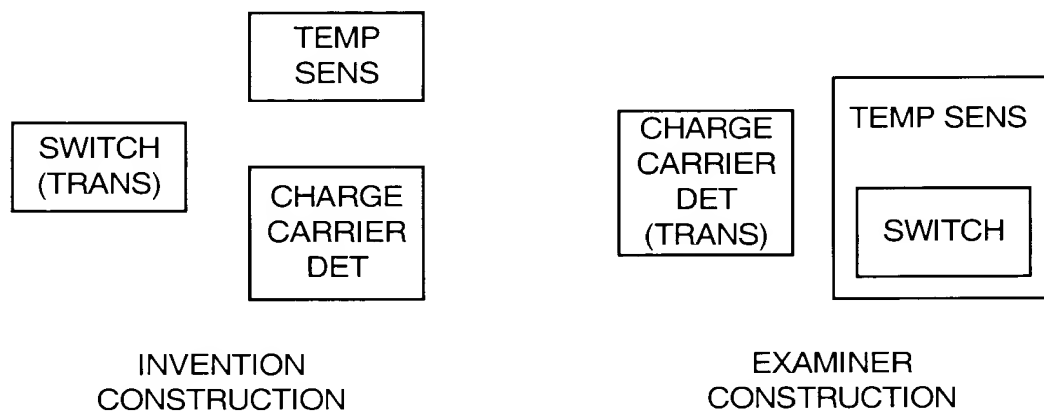 TEMP
SENS
SWITCH
(TRANS)
CHARGE
CARRIER
DET
INVENTION
CONSTRUCTION
CHARGE
CARRIER
DET
(TRANS)
TEMP SENS
SWITCH
EXAMINER
CONSTRUCTION